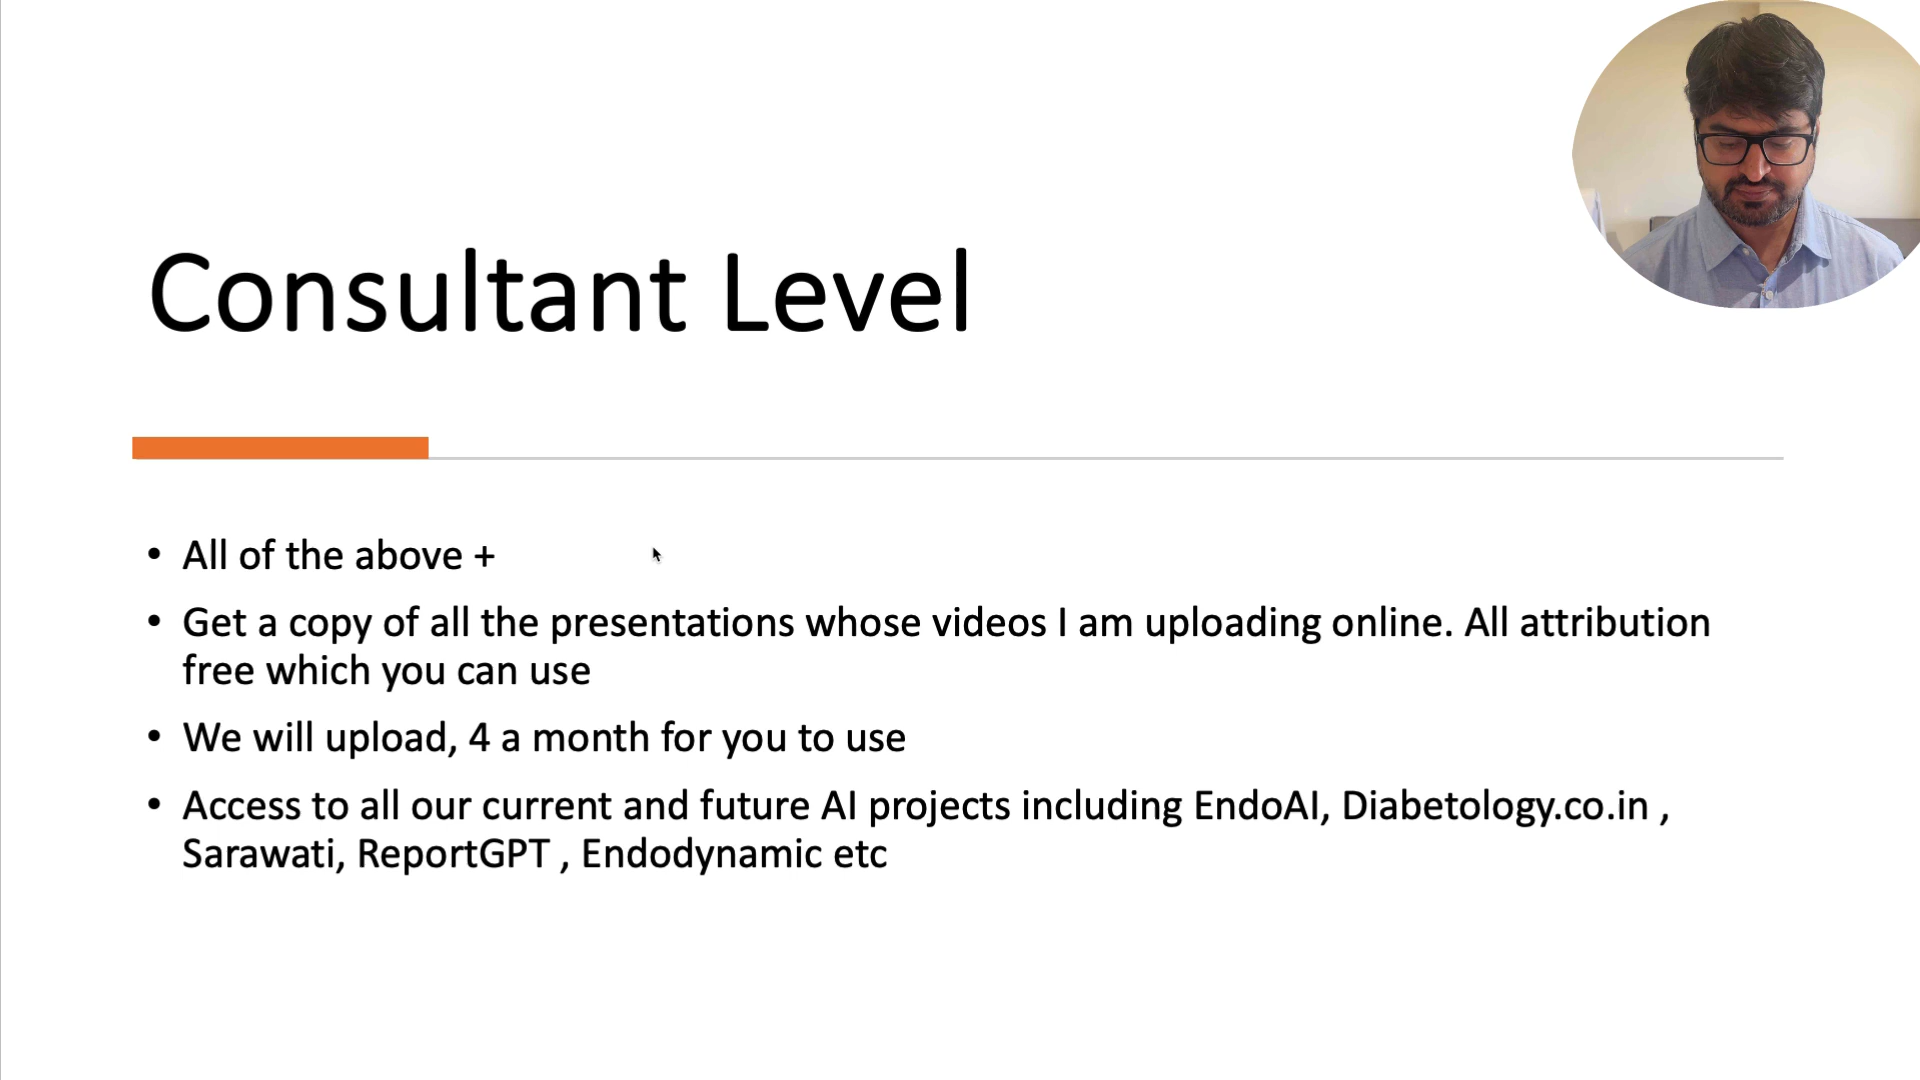 Consultant Level
• All of the above +
• Get a copy of all the presentations whose videos I am uploading online. All attribution
free which you can use
• We will upload, 4 a month for you to use
• Access to all our current and future AI projects including EndoAI, Diabetology.co.in ,
Sarawati, ReportGPT , Endodynamic etc